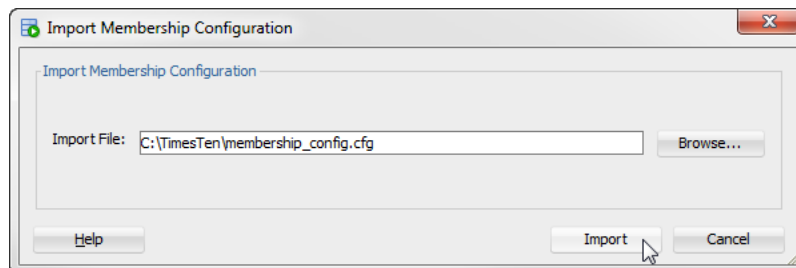 Import Membership Configuration
Import Membership Configuration
Import File: C:\TimesTen\membership_config.cfg Browse...
Help Import Cancel